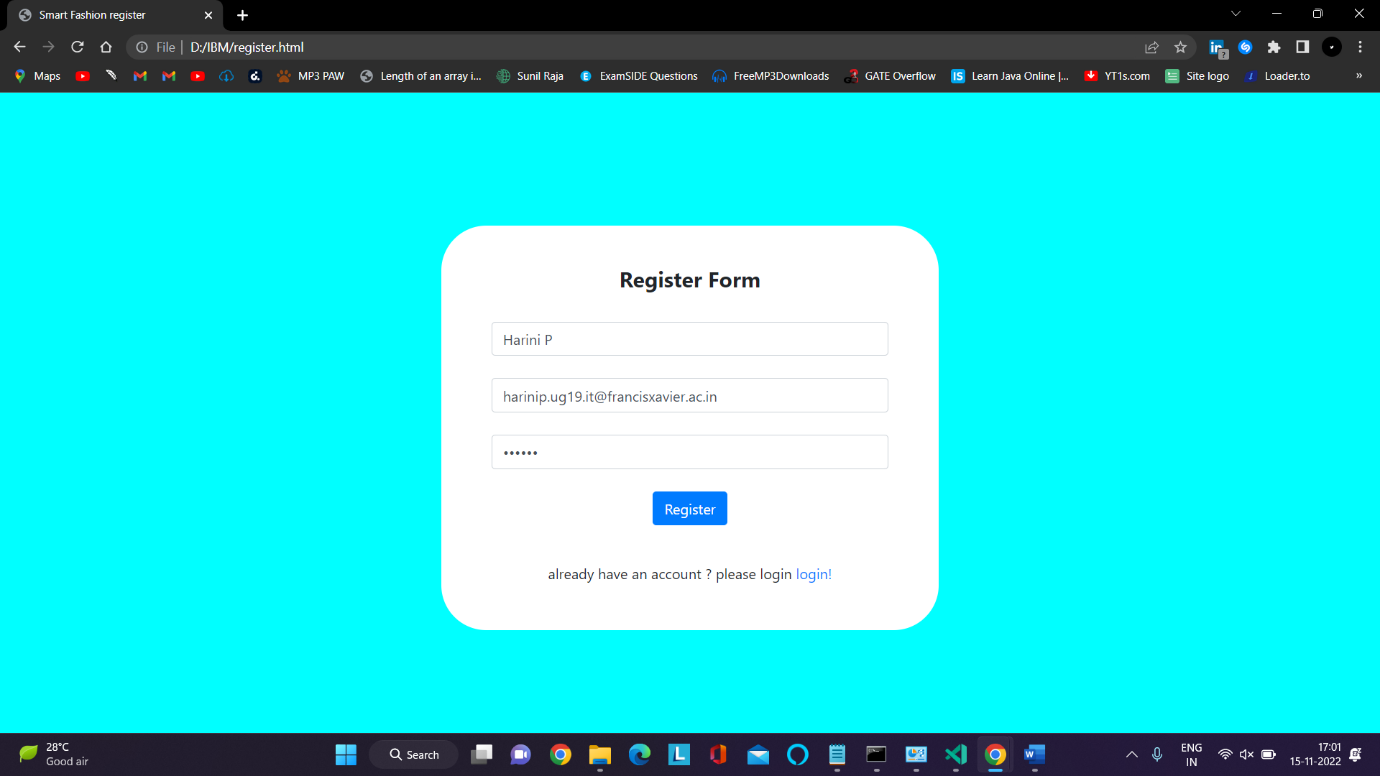 Smart Fashion register
File | D:/IBM/register.html
Maps MP3 PAW Length of an array i... Sunil Raja ExamSIDE Questions FreeMP3Downloads GATE Overflow IS Learn Java Online |... YT1s.com Site logo Loader.to »
Register Form
Harini P
harinip.ug19.it@francisxavier.ac.in
••••••
Register
already have an account ? please login login!
28°C
Good air
Search
ENG
IN
17:01
15-11-2022